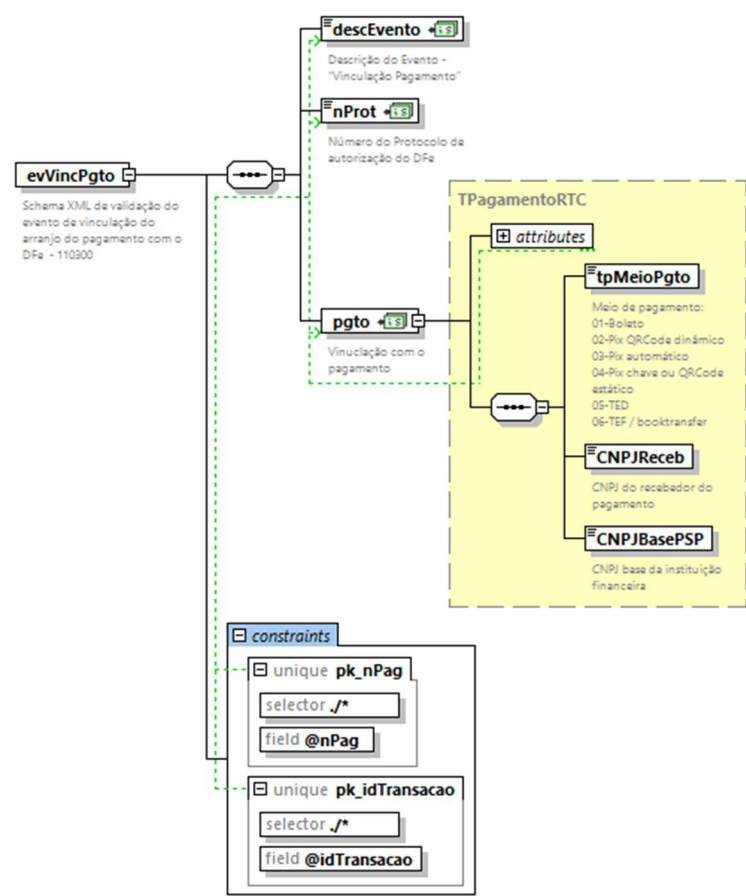 descEvento
Descrição do Evento -
"Vinculação Pagamento"
nProt
Número do Protocolo de
autorização do DFe
evVincPgto
Schema XML de validação do
evento de vinculação do
arranjo do pagamento com o
DFe - 110300
TPagamentoRTC
attributes
tpMeioPgto
Meio de pagamento:
01-Boleto
02-Pix QRCode dinâmico
03-Pix automático
04-Pix chave ou QRCode
estático
05-TED
06-TEF / booktransfer
pgto
Vinuclação com o
pagamento
CNPJReceb
CNPJ do recebedor do
pagamento
CNPJBasePSP
CNPJ base da instituição
financeira
constraints
unique pk_nPag
selector ./*
field @nPag
unique pk_idTransacao
selector ./*
field @idTransacao